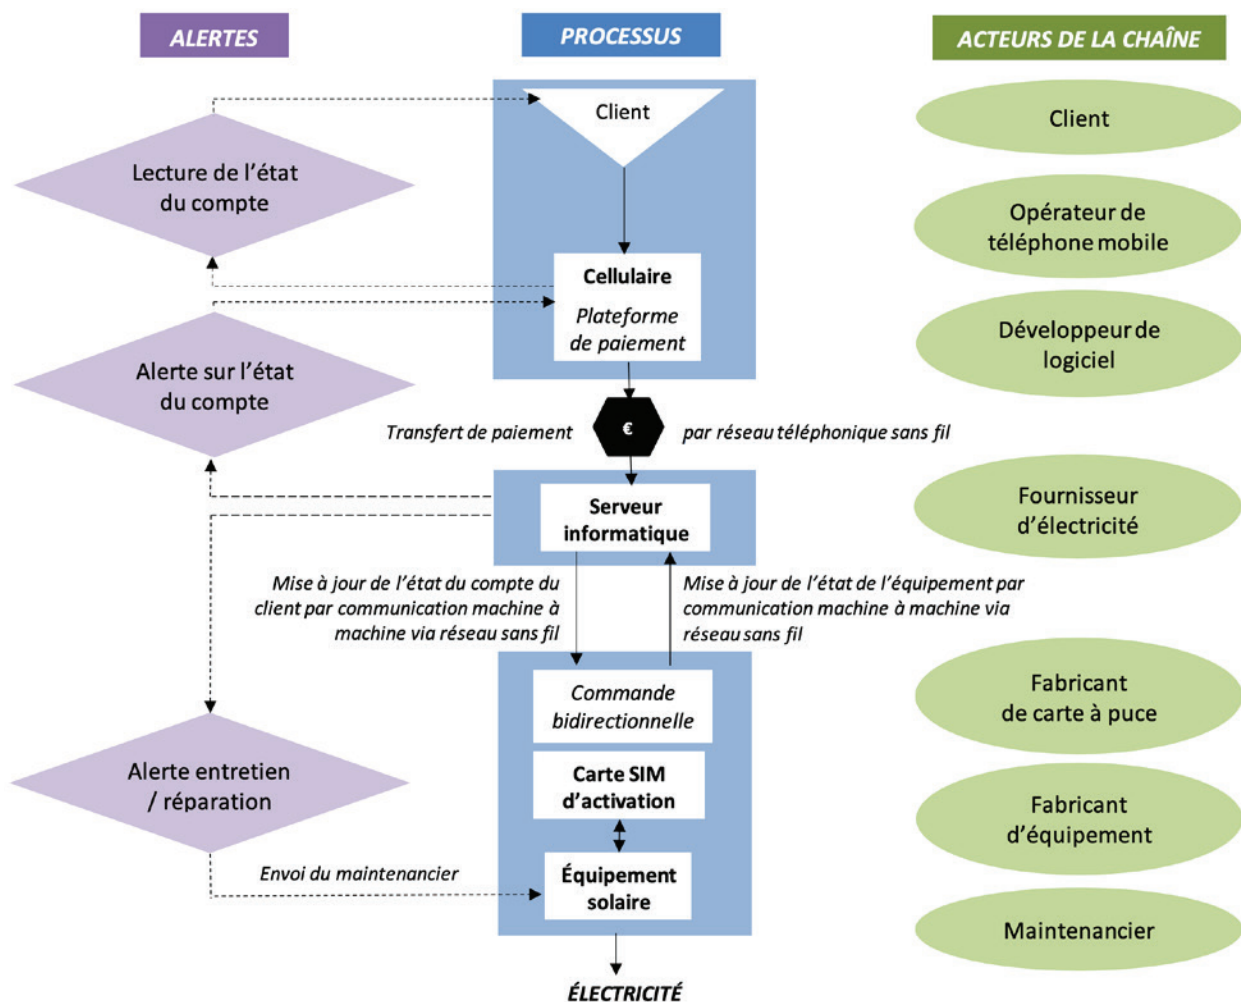 ALERTES
PROCESSUS
ACTEURS DE LA CHAÎNE
Client
Client
Lecture de l’état
du compte
Opérateur de
téléphone mobile
Cellulaire
Plateforme
de paiement
Développeur de
logiciel
Alerte sur l’état
du compte
Transfert de paiement
€
par réseau téléphonique sans fil
Serveur
informatique
Fournisseur
d’électricité
Mise à jour de l’état du compte du
client par communication machine à
machine via réseau sans fil
Mise à jour de l’état de l’équipement par
communication machine à machine via
réseau sans fil
Commande
bidirectionnelle
Fabricant
de carte à puce
Alerte entretien
/ réparation
Carte SIM
d’activation
Fabricant
d’équipement
Envoi du maintenancier
Équipement
solaire
Maintenancier
ÉLECTRICITÉ